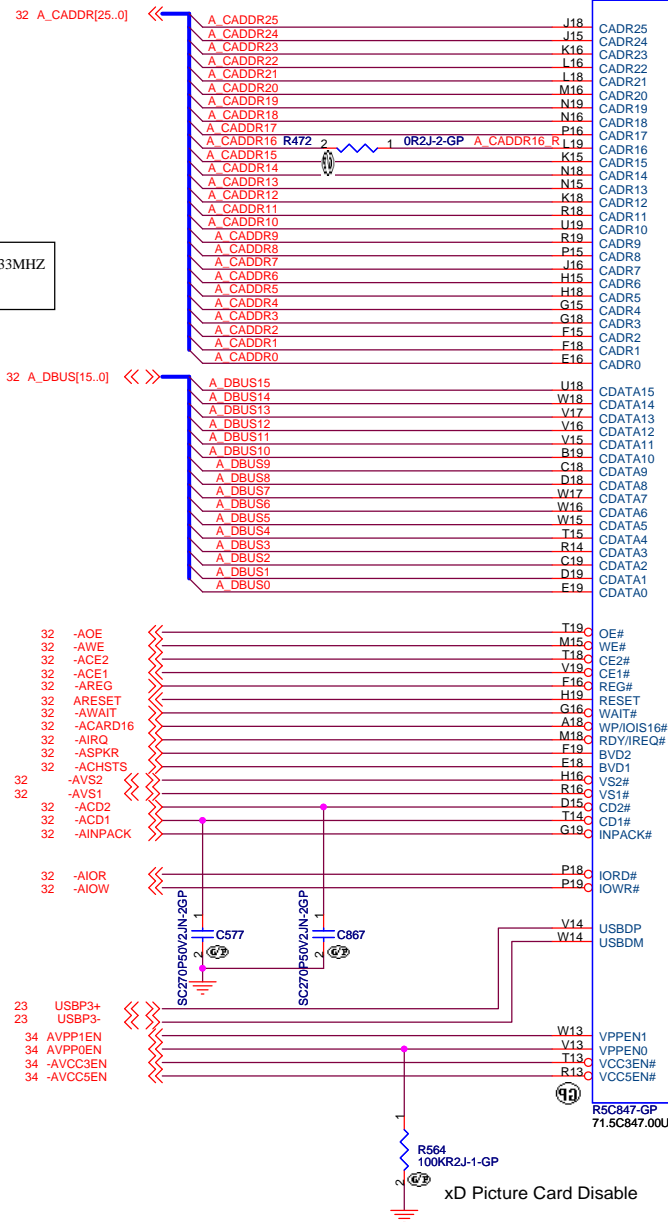 32 A_CADDR[25..0]
A_CADDR25 J18 CADR25
A_CADDR24 J15 CADR24
A_CADDR23 K16 CADR23
A_CADDR22 L16 CADR22
A_CADDR21 L18 CADR21
A_CADDR20 M16 CADR20
A_CADDR19 N19 CADR19
A_CADDR18 N16 CADR18
A_CADDR17 P16 CADR17
A_CADDR16 R472 2 1 0R2J-2-GP A_CADDR16_R L19 CADR16
A_CADDR15 K15 CADR15
A_CADDR14 N18 CADR14
A_CADDR13 N15 CADR13
A_CADDR12 K18 CADR12
A_CADDR11 R18 CADR11
A_CADDR10 U19 CADR10
A_CADDR9 R19 CADR9
A_CADDR8 P15 CADR8
33MHZ
A_CADDR7 J16 CADR7
A_CADDR6 H15 CADR6
A_CADDR5 H18 CADR5
A_CADDR4 G15 CADR4
A_CADDR3 G18 CADR3
A_CADDR2 F15 CADR2
A_CADDR1 F18 CADR1
A_CADDR0 E16 CADR0
32 A_DBUS[15..0]
A_DBUS15 U18 CDATA15
A_DBUS14 W18 CDATA14
A_DBUS13 V17 CDATA13
A_DBUS12 V16 CDATA12
A_DBUS11 V15 CDATA11
A_DBUS10 B19 CDATA10
A_DBUS9 C18 CDATA9
A_DBUS8 D18 CDATA8
A_DBUS7 W17 CDATA7
A_DBUS6 W16 CDATA6
A_DBUS5 W15 CDATA5
A_DBUS4 T15 CDATA4
A_DBUS3 R14 CDATA3
A_DBUS2 C19 CDATA2
A_DBUS1 D19 CDATA1
A_DBUS0 E19 CDATA0
32 -AOE T19 OE#
32 -AWE M15 WE#
32 -ACE2 T18 CE2#
32 -ACE1 V19 CE1#
32 -AREG F16 REG#
32 ARESET H19 RESET
32 -AWAIT G16 WAIT#
32 -ACARD16 A18 WP/IOIS16#
32 -AIRQ M18 RDY/IREQ#
32 -ASPKR F19 BVD2
32 -ACHSTS E18 BVD1
32 -AVS2 H16 VS2#
32 -AVS1 R16 VS1#
32 -ACD2 D15 CD2#
32 -ACD1 T14 CD1#
32 -AINPACK G19 INPACK#
32 -AIOR P18 IORD#
32 -AIOW P19 IOWR#
SC270P50V2JN-2GP 1 2 C577 G/P
SC270P50V2JN-2GP 1 2 C867 G/P
V14 USBDP
W14 USBDM
23 USBP3+
23 USBP3-
34 AVPP1EN W13 VPPEN1
34 AVPP0EN V13 VPPEN0
34 -AVCC3EN T13 VCC3EN#
34 -AVCC5EN R13 VCC5EN#
R5C847-GP
71.5C847.00U
1
R564
100KR2J-1-GP
2 G/P
xD Picture Card Disable